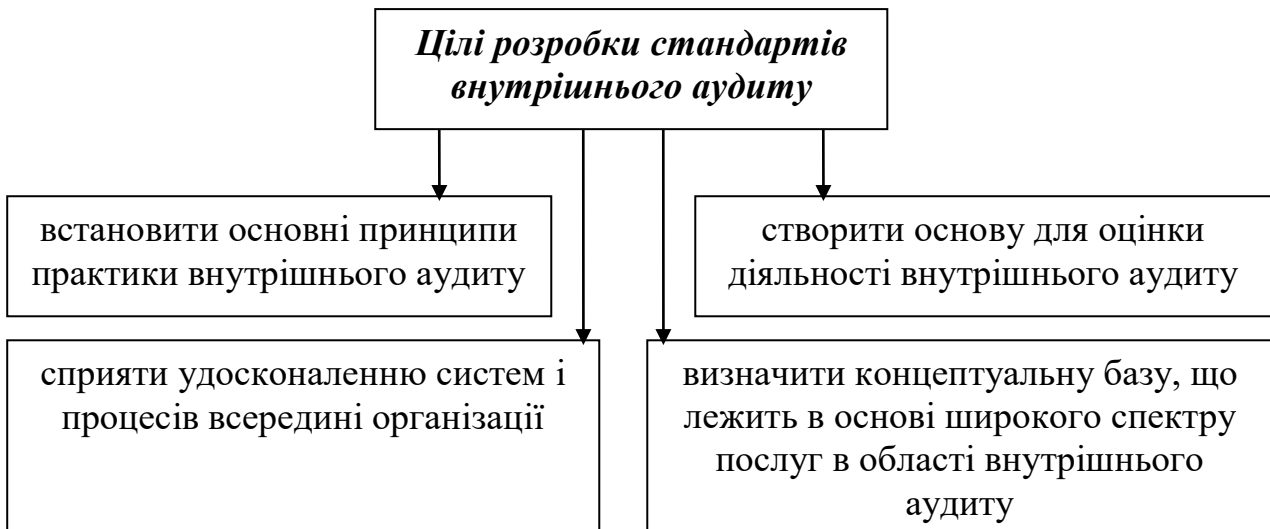 Цілі розробки стандартів
внутрішнього аудиту
встановити основні принципи
практики внутрішнього аудиту
створити основу для оцінки
діяльності внутрішнього аудиту
сприяти удосконаленню систем і
процесів всередині організації
визначити концептуальну базу, що
лежить в основі широкого спектру
послуг в області внутрішнього
аудиту